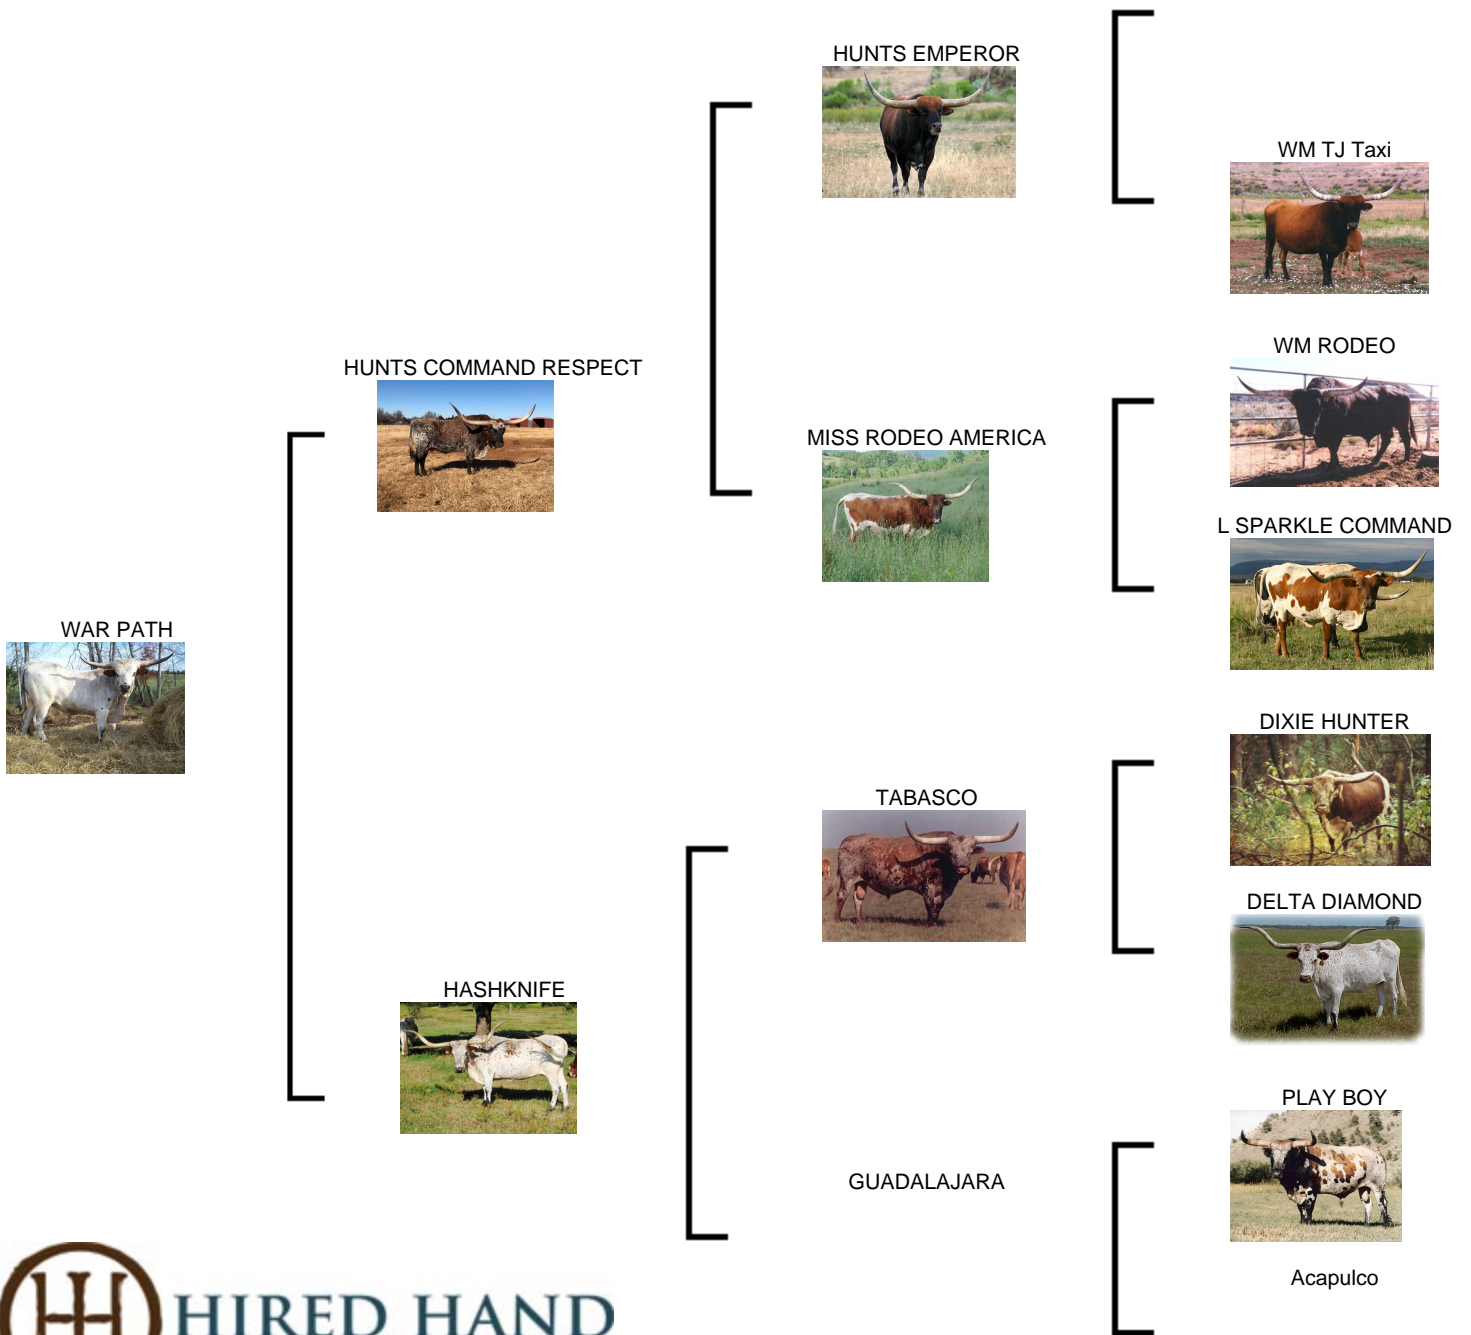 HUNTS EMPEROR
WM TJ Taxi
WM RODEO
HUNTS COMMAND RESPECT
MISS RODEO AMERICA
L SPARKLE COMMAND
WAR PATH
DIXIE HUNTER
TABASCO
DELTA DIAMOND
HASHKNIFE
PLAY BOY
GUADALAJARA
Acapulco
HIRED HAND